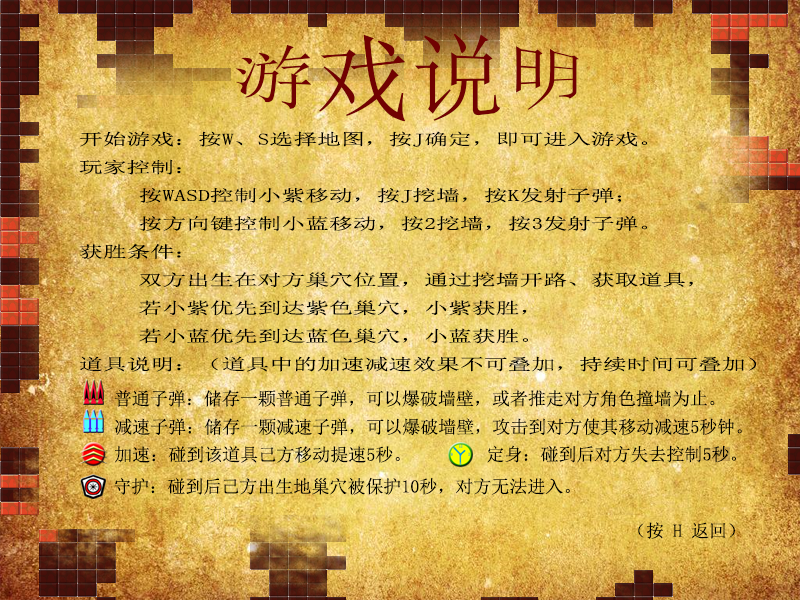 游戏说明
开始游戏：按W、S选择地图，按J确定，即可进入游戏。
玩家控制：
按WASD控制小紫移动，按J挖墙，按K发射子弹；
按方向键控制小蓝移动，按2挖墙，按3发射子弹。
获胜条件：
双方出生在对方巢穴位置，通过挖墙开路、获取道具，
若小紫优先到达紫色巢穴，小紫获胜，
若小蓝优先到达蓝色巢穴，小蓝获胜。
道具说明：（道具中的加速减速效果不可叠加，持续时间可叠加）
普通子弹：储存一颗普通子弹，可以爆破墙壁，或者推走对方角色撞墙为止。
减速子弹：储存一颗减速子弹，可以爆破墙壁，攻击到对方使其移动减速5秒钟。
加速：碰到该道具己方移动提速5秒。 定身：碰到后对方失去控制5秒。
守护：碰到后己方出生地巢穴被保护10秒，对方无法进入。
（按 H 返回）